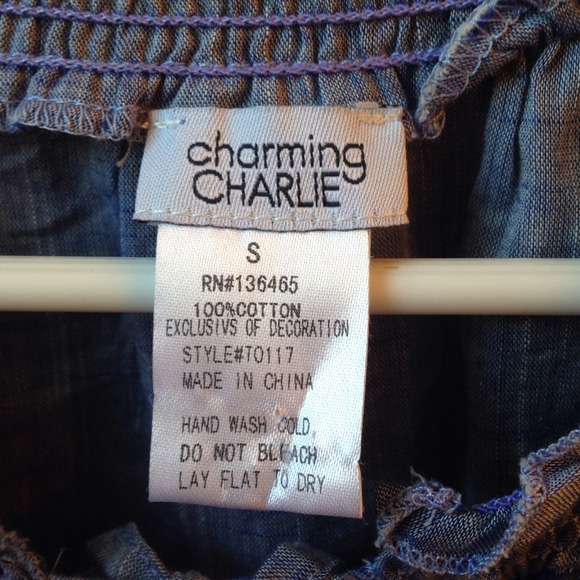 charming
CHARLIE
S
RN#136465
100%COTTON
EXCLUSIVS OF DECORATION
STYLE#T0117
MADE IN CHINA
HAND WASH COLD
DO NOT BLEACH
LAY FLAT TO DRY